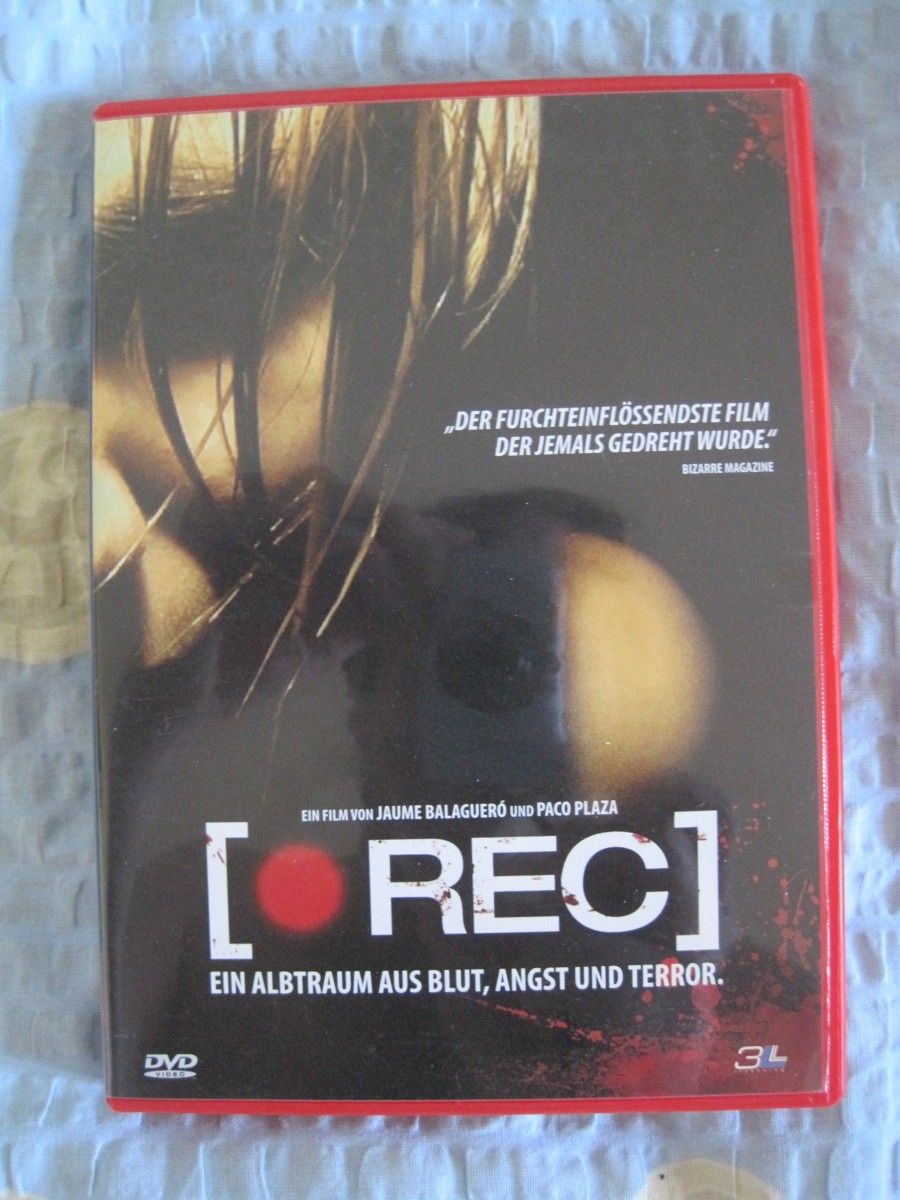 „DER FURCHTEINFLÖSSENDSTE FILM
DER JEMALS GEDREHT WURDE.“
BIZARRE MAGAZINE
EIN FILM VON JAUME BALAGUERÓ UND PACO PLAZA
[● REC]
EIN ALBTRAUM AUS BLUT, ANGST UND TERROR.
DVD
VIDEO
3L